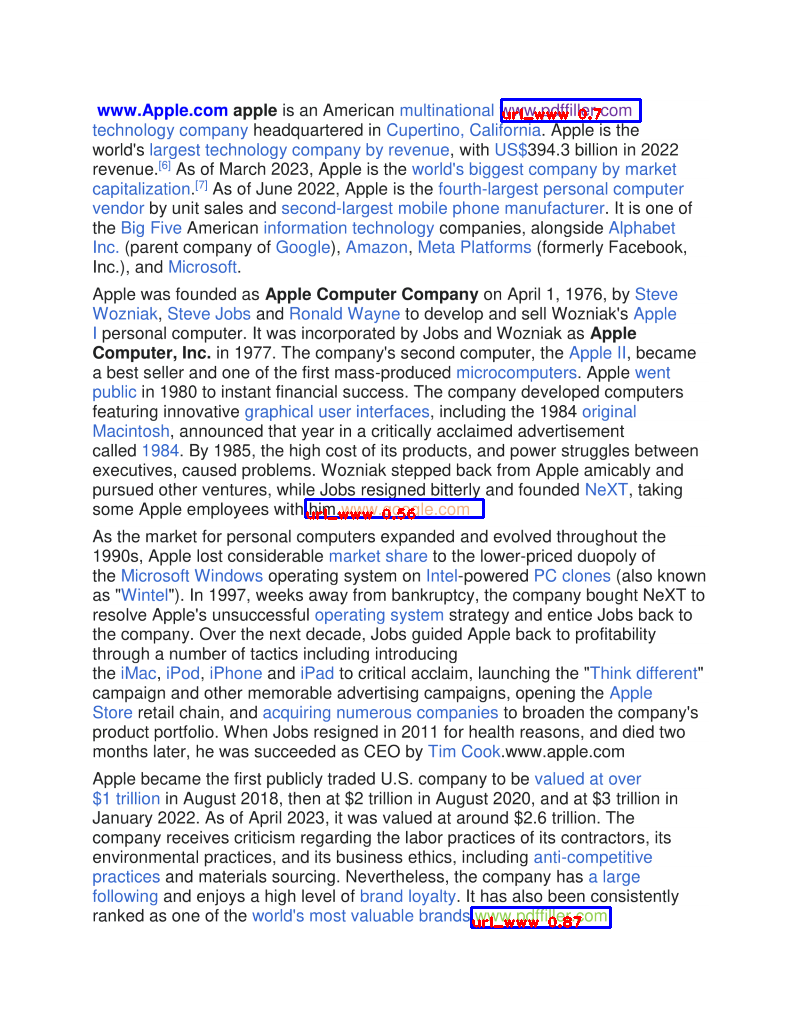 www.Apple.com apple is an American multinational www.pdffiller.com
url_www 0.7
technology company headquartered in Cupertino, California. Apple is the
world's largest technology company by revenue, with US$394.3 billion in 2022
revenue.[6] As of March 2023, Apple is the world's biggest company by market
capitalization.[7] As of June 2022, Apple is the fourth-largest personal computer
vendor by unit sales and second-largest mobile phone manufacturer. It is one of
the Big Five American information technology companies, alongside Alphabet
Inc. (parent company of Google), Amazon, Meta Platforms (formerly Facebook,
Inc.), and Microsoft.
Apple was founded as Apple Computer Company on April 1, 1976, by Steve
Wozniak, Steve Jobs and Ronald Wayne to develop and sell Wozniak's Apple
I personal computer. It was incorporated by Jobs and Wozniak as Apple
Computer, Inc. in 1977. The company's second computer, the Apple II, became
a best seller and one of the first mass-produced microcomputers. Apple went
public in 1980 to instant financial success. The company developed computers
featuring innovative graphical user interfaces, including the 1984 original
Macintosh, announced that year in a critically acclaimed advertisement
called 1984. By 1985, the high cost of its products, and power struggles between
executives, caused problems. Wozniak stepped back from Apple amicably and
pursued other ventures, while Jobs resigned bitterly and founded NeXT, taking
some Apple employees with him.www.google.com
url_www 0.56
As the market for personal computers expanded and evolved throughout the
1990s, Apple lost considerable market share to the lower-priced duopoly of
the Microsoft Windows operating system on Intel-powered PC clones (also known
as "Wintel"). In 1997, weeks away from bankruptcy, the company bought NeXT to
resolve Apple's unsuccessful operating system strategy and entice Jobs back to
the company. Over the next decade, Jobs guided Apple back to profitability
through a number of tactics including introducing
the iMac, iPod, iPhone and iPad to critical acclaim, launching the "Think different"
campaign and other memorable advertising campaigns, opening the Apple
Store retail chain, and acquiring numerous companies to broaden the company's
product portfolio. When Jobs resigned in 2011 for health reasons, and died two
months later, he was succeeded as CEO by Tim Cook.www.apple.com
Apple became the first publicly traded U.S. company to be valued at over
$1 trillion in August 2018, then at $2 trillion in August 2020, and at $3 trillion in
January 2022. As of April 2023, it was valued at around $2.6 trillion. The
company receives criticism regarding the labor practices of its contractors, its
environmental practices, and its business ethics, including anti-competitive
practices and materials sourcing. Nevertheless, the company has a large
following and enjoys a high level of brand loyalty. It has also been consistently
ranked as one of the world's most valuable brands.www.pdffiller.com
url_www 0.87